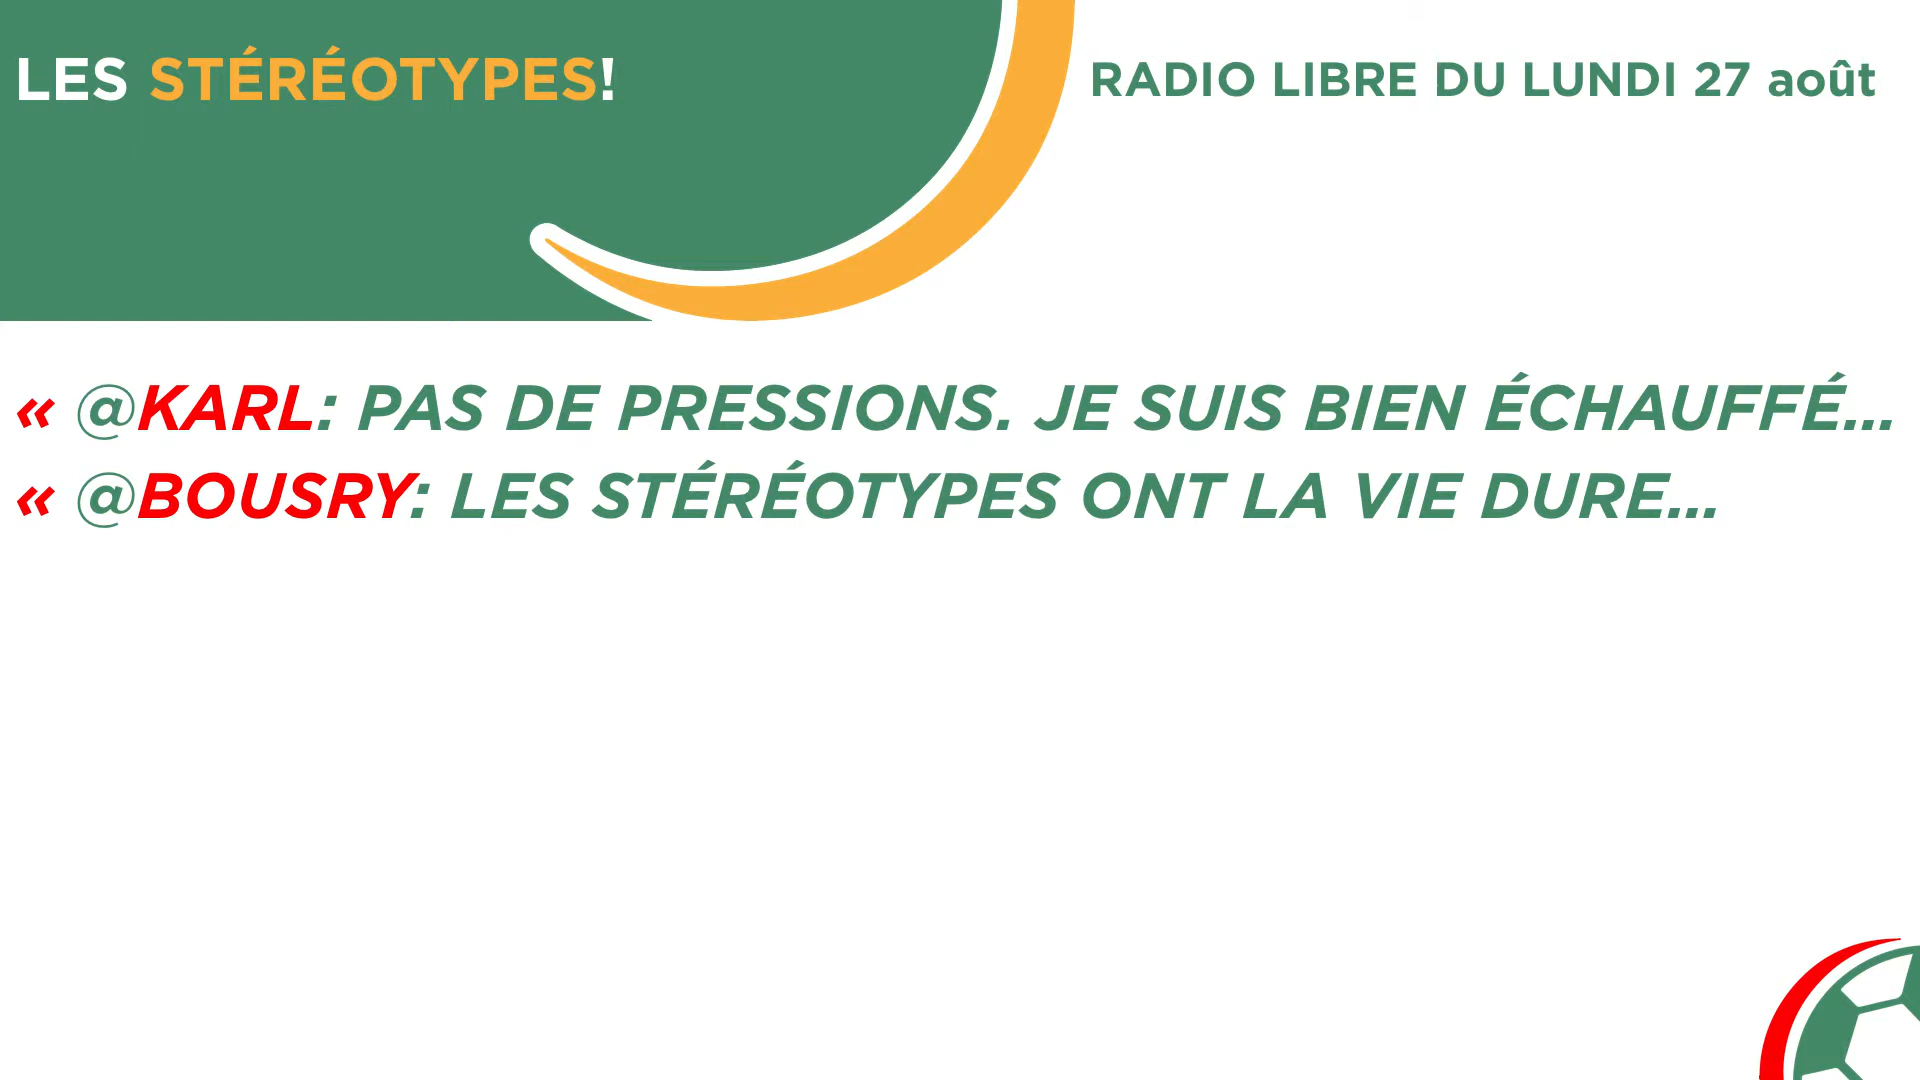 LES STÉRÉOTYPES!
RADIO LIBRE DU LUNDI 27 août
« @KARL: PAS DE PRESSIONS. JE SUIS BIEN ÉCHAUFFÉ...
« @BOUSRY: LES STÉRÉOTYPES ONT LA VIE DURE...